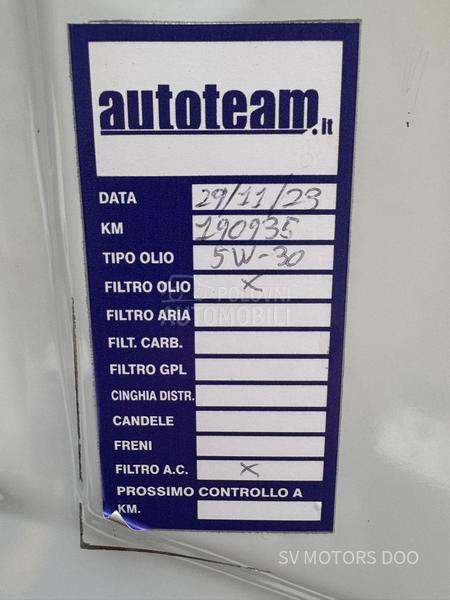 autoteam.it
DATA 29/11/23
KM 190935
TIPO OLIO 5W-30
FILTRO OLIO X
POLOVNI
AUTOMOBILI
FILTRO ARIA
FILT. CARB.
FILTRO GPL
CINGHIA DISTR.
CANDELE
FRENI
FILTRO A.C. X
PROSSIMO CONTROLLO A
KM.
SV MOTORS DOO